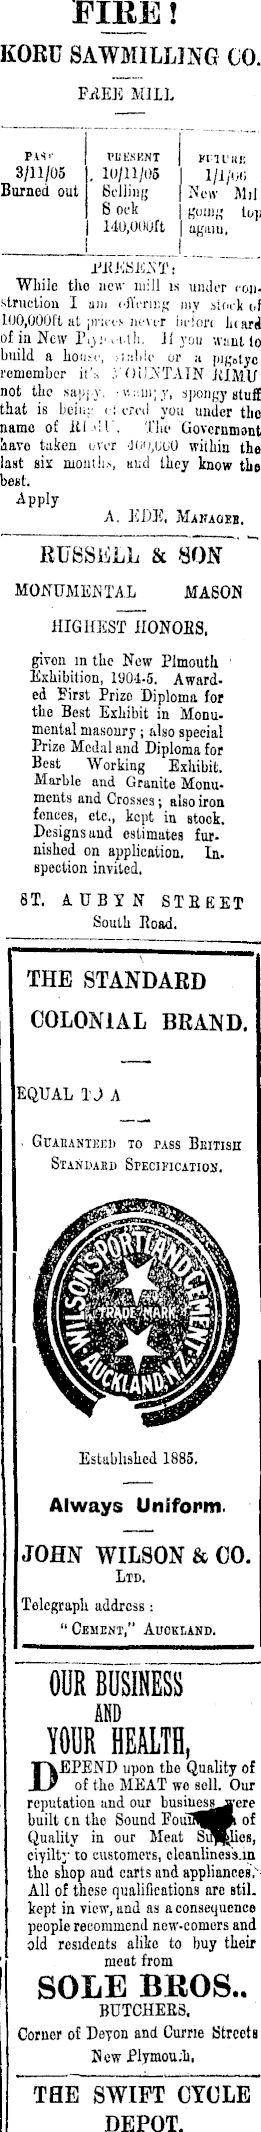 FIRE!
KORU SAWMILLING CO.
FREE MILL
PAST
3/11/05
Burned out
PRESENT
10/11/05
Selling
S ock
140,000ft
FUTURE
1/1/06
New Mil
going top
again.
PRESENT:
While the new mill is under con-
struction I am offering my stock of
100,000ft at prices never before heard
of in New Plymouth. If you want to
build a house, stable or a pigstye
remember it's MOUNTAIN RIMU
not the sappy, swampy, spongy stuff
that is being offered you under the
name of RIMU. The Government
have taken over 400,000 within the
last six months, and they know the
best.
Apply
A. EDE, MANAGER.
RUSSELL & SON
MONUMENTAL MASON
HIGHEST HONORS,
given in the New Plmouth
Exhibition, 1904-5. Award-
ed First Prize Diploma for
the Best Exhibit in Monu-
mental masonry; also special
Prize Medal and Diploma for
Best Working Exhibit.
Marble and Granite Monu-
ments and Crosses; also iron
fences, etc., kept in stock.
Designs and estimates fur-
nished on application. In-
spection invited.
ST. AUBYN STREET
South Road.
THE STANDARD
COLONIAL BRAND.
EQUAL TO A
GUARANTEED TO PASS BRITISH
STANDARD SPECIFICATION.
WILSON'S PORTLAND CEMENT
TRADE MARK
AUCKLAND N.Z.
Established 1885.
Always Uniform.
JOHN WILSON & CO.
LTD.
Telegraph address:
"CEMENT," AUCKLAND.
OUR BUSINESS
AND
YOUR HEALTH,
DEPEND upon the Quality of
of the MEAT we sell. Our
reputation and our business were
built on the Sound of
Quality in our Meat Supplies,
civility to customers, cleanliness in
the shop and carts and appliances.
All of these qualifications are stil.
kept in view, and as a consequence
people recommend new-comers and
old residents alike to buy their
meat from
SOLE BROS..
BUTCHERS.
Corner of Devon and Currie Streets
New Plymouth,
THE SWIFT CYCLE
DEPOT.